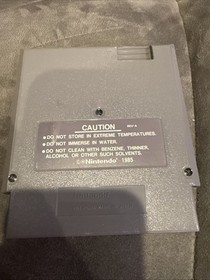 CAUTION
REV-A
•DO NOT STORE IN EXTREME TEMPERATURES.
•DO NOT IMMERSE IN WATER.
•DO NOT CLEAN WITH BENZENE, THINNER,
ALCOHOL OR OTHER SUCH SOLVENTS.
©Nintendo 1985